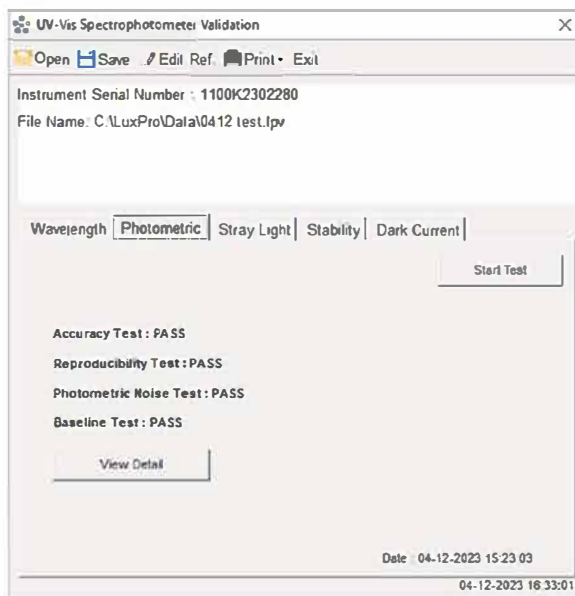 UV-Vis Spectrophotometer Validation
Open Save Edit Ref. Print Exit
Instrument Serial Number : 1100K2302280
File Name: C:\LuxPro\Data\0412 test.lpv
Wavelength Photometric Stray Light Stability Dark Current
Start Test
Accuracy Test : PASS
Reproducibility Test : PASS
Photometric Noise Test : PASS
Baseline Test : PASS
View Detail
Date : 04-12-2023 15:23:03
04-12-2023 16:33:01